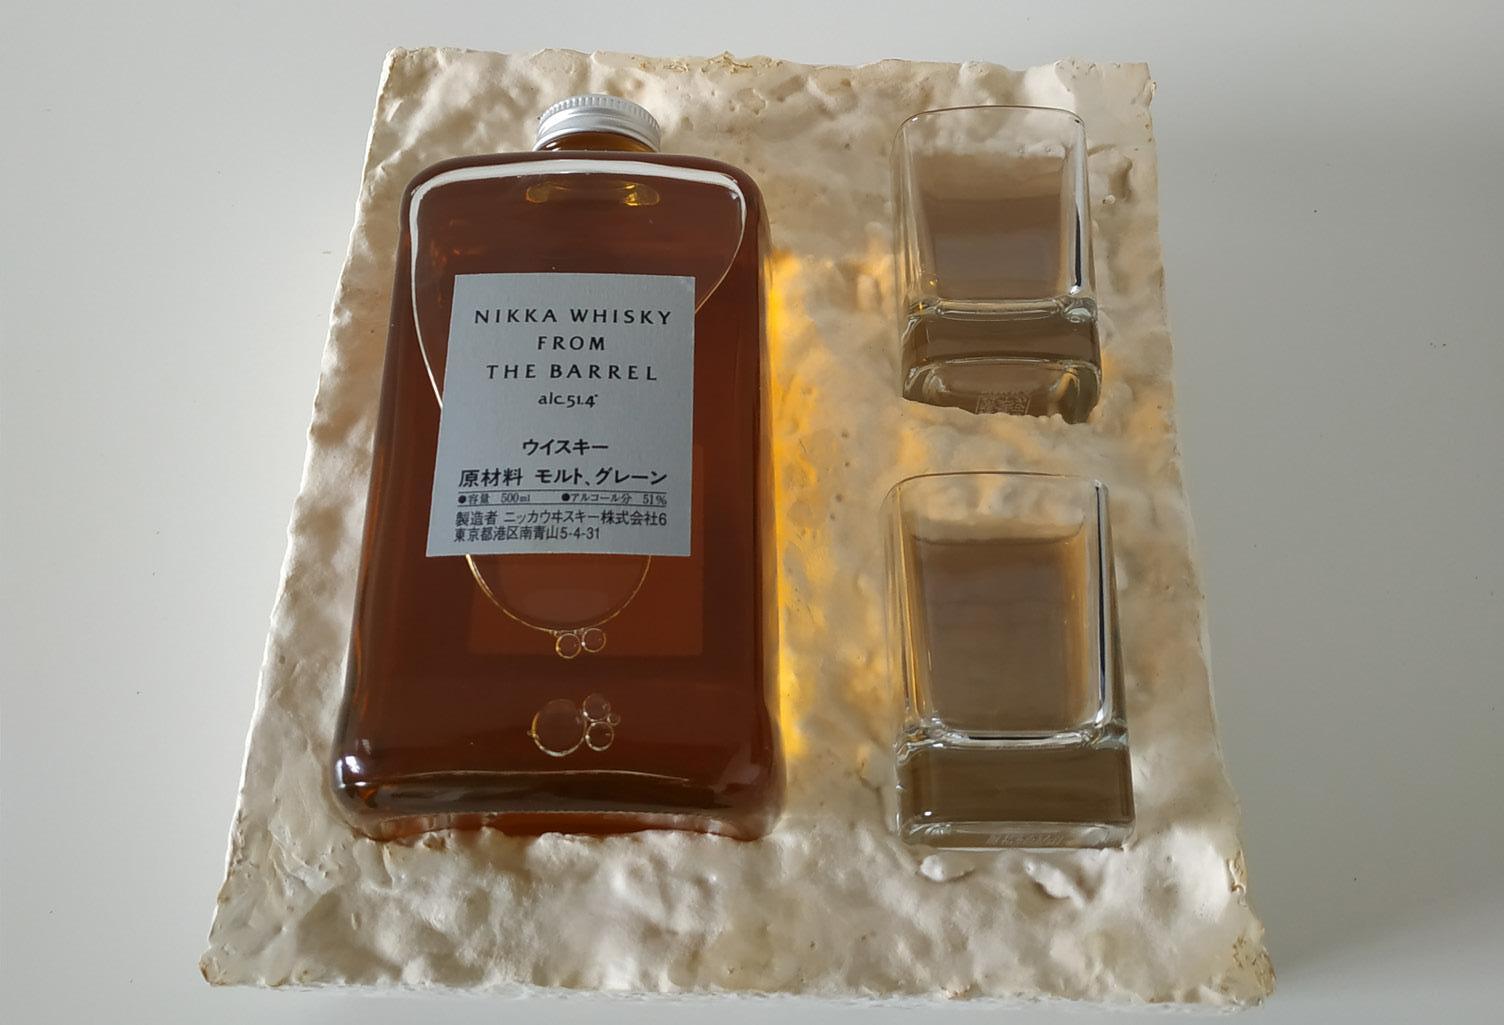 NIKKA WHISKY
FROM
THE BARREL
alc.51.4°
ウイスキー
原材料 モルト、グレーン
●容量 500ml ●アルコール分 51%
製造者 ニッカウヰスキー株式会社6
東京都港区南青山5-4-31